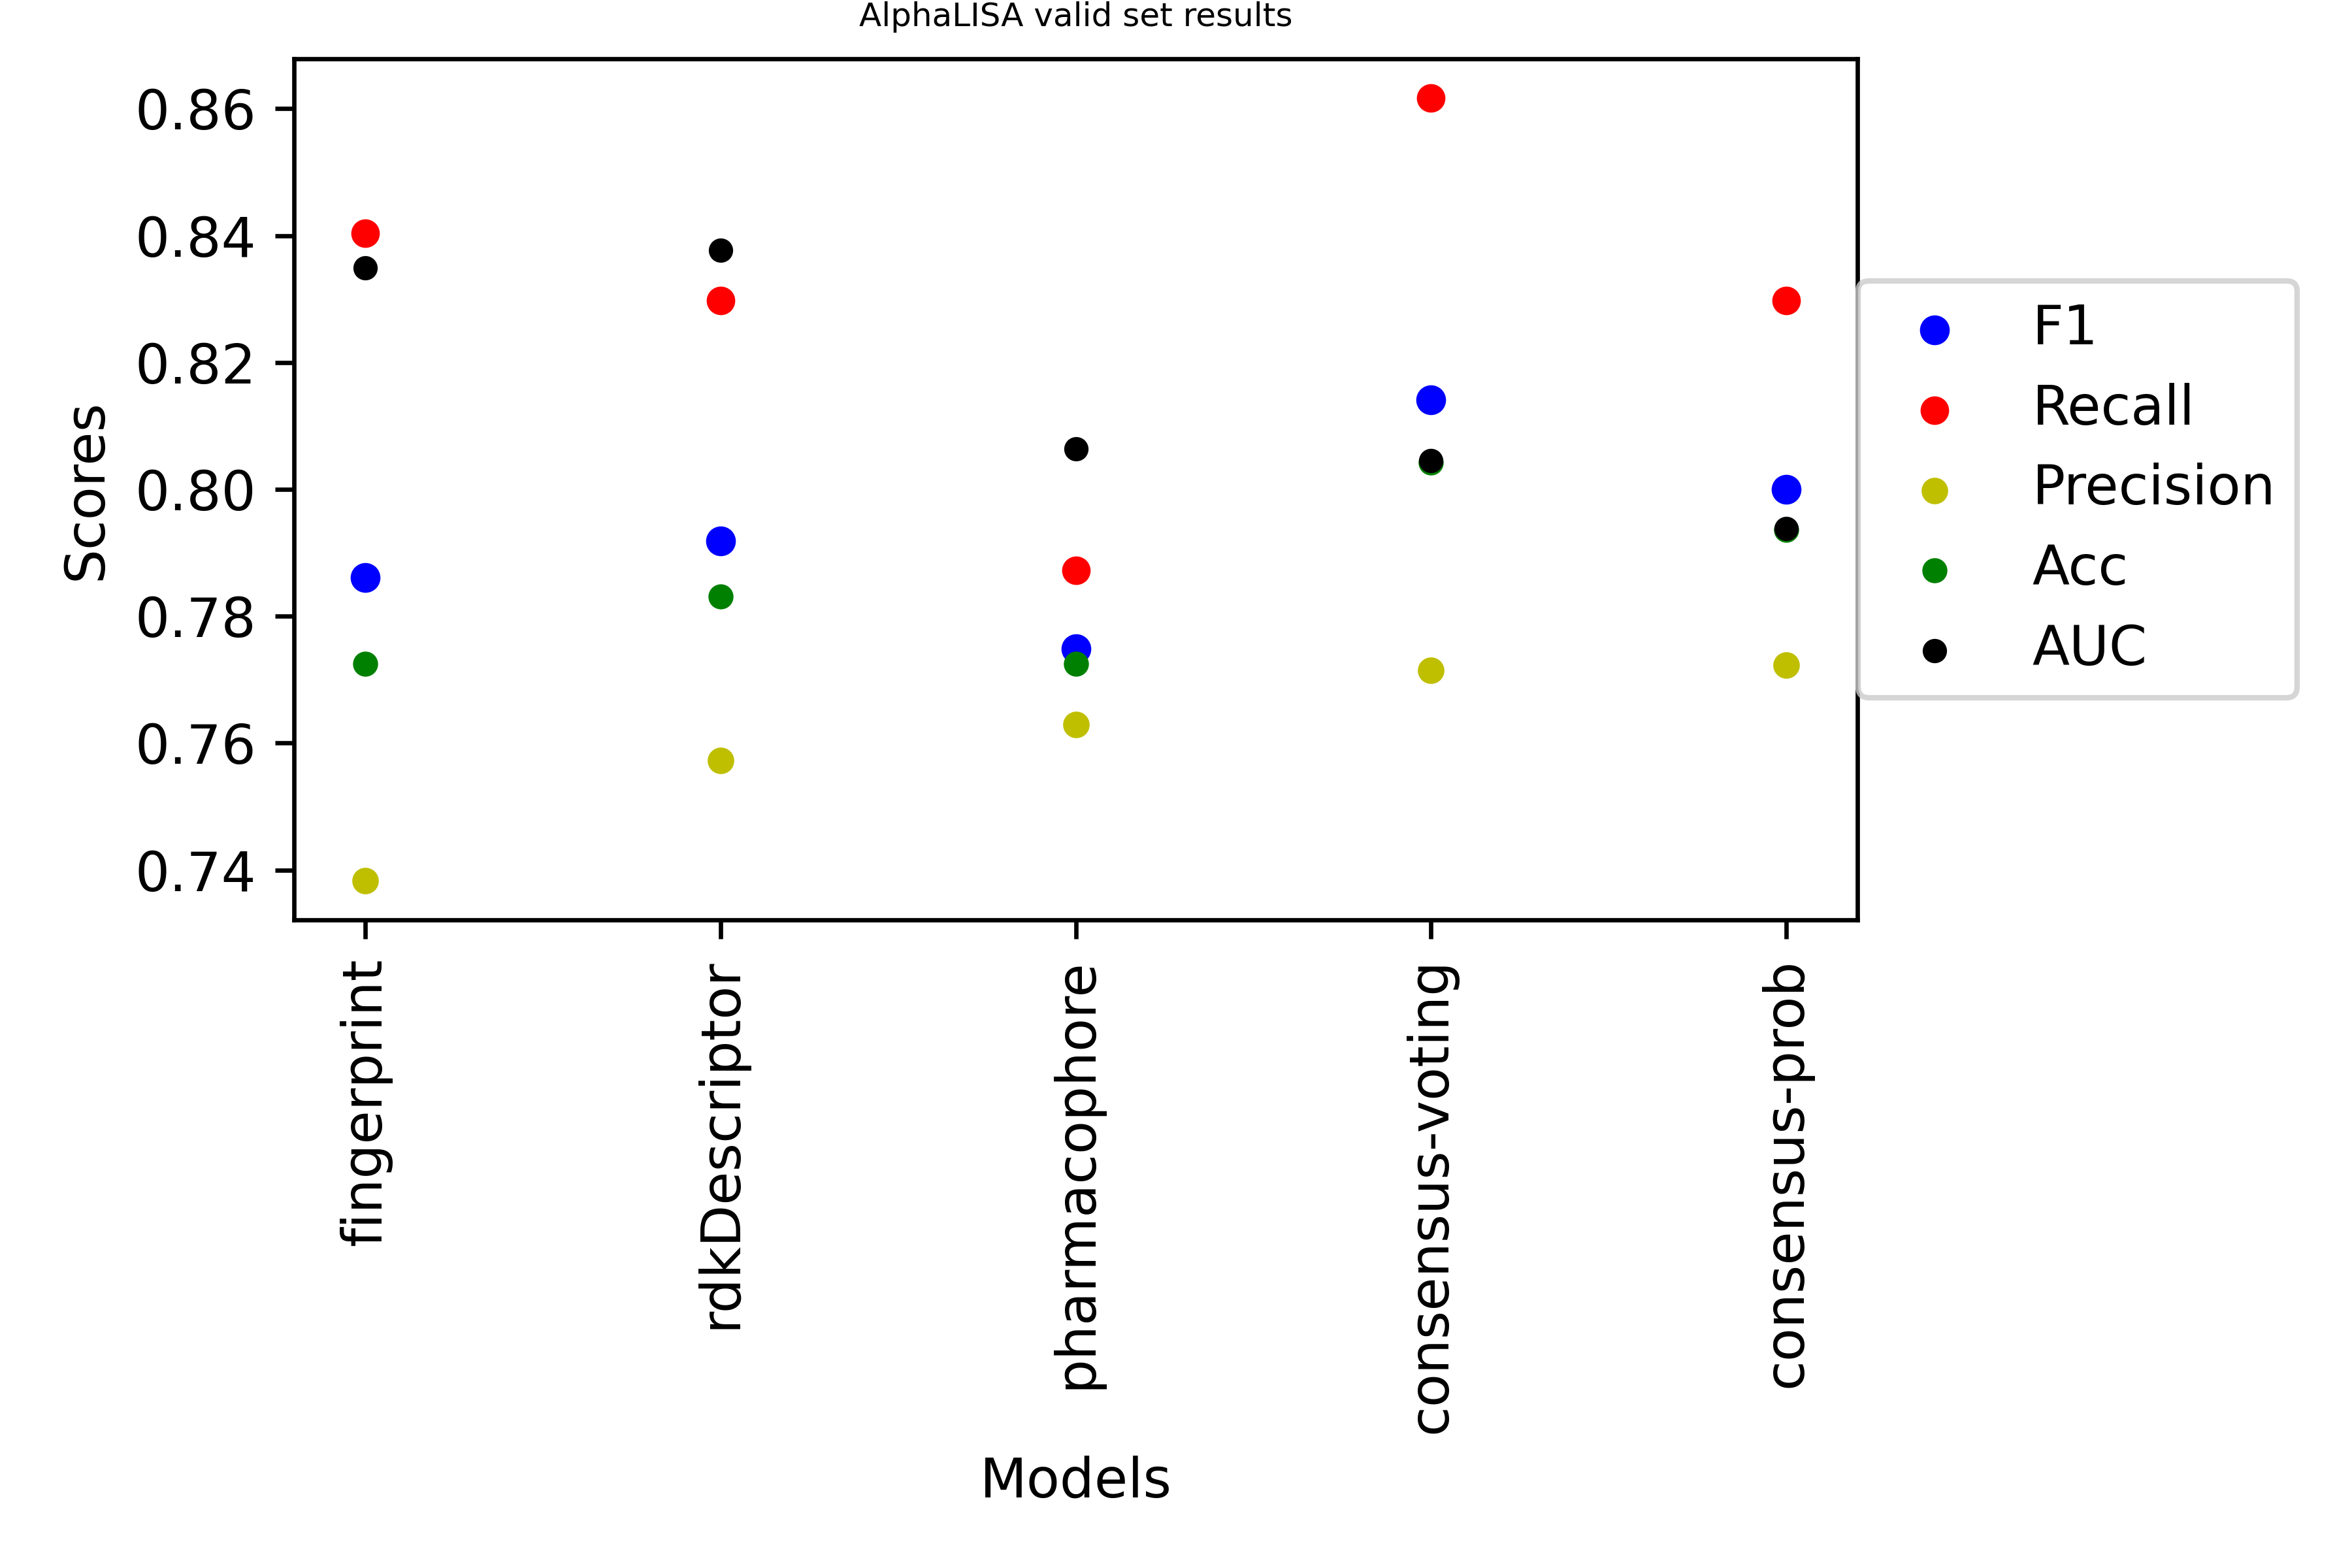 AlphaLISA valid set results
0.86
0.84
0.82
0.80
0.78
0.76
0.74
Scores
fingerprint
rdkDescriptor
pharmacophore
consensus-voting
consensus-prob
Models
F1
Recall
Precision
Acc
AUC